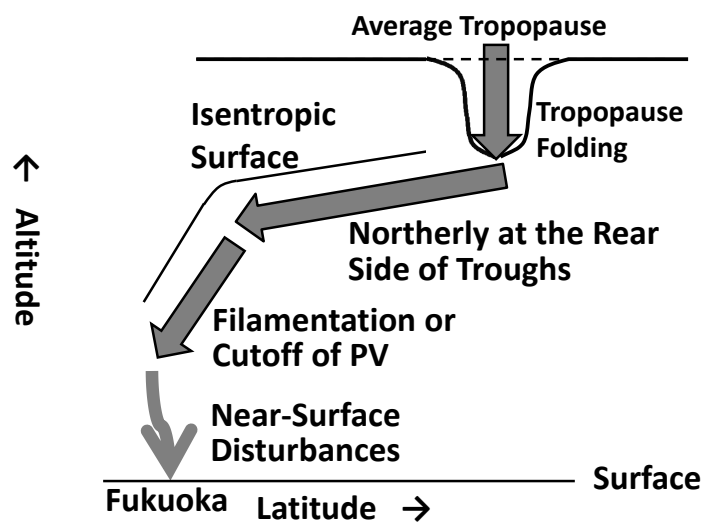 Average Tropopause
Isentropic
Surface
Tropopause
Folding
← Altitude
Northerly at the Rear
Side of Troughs
Filamentation or
Cutoff of PV
Near-Surface
Disturbances
Surface
Fukuoka
Latitude →